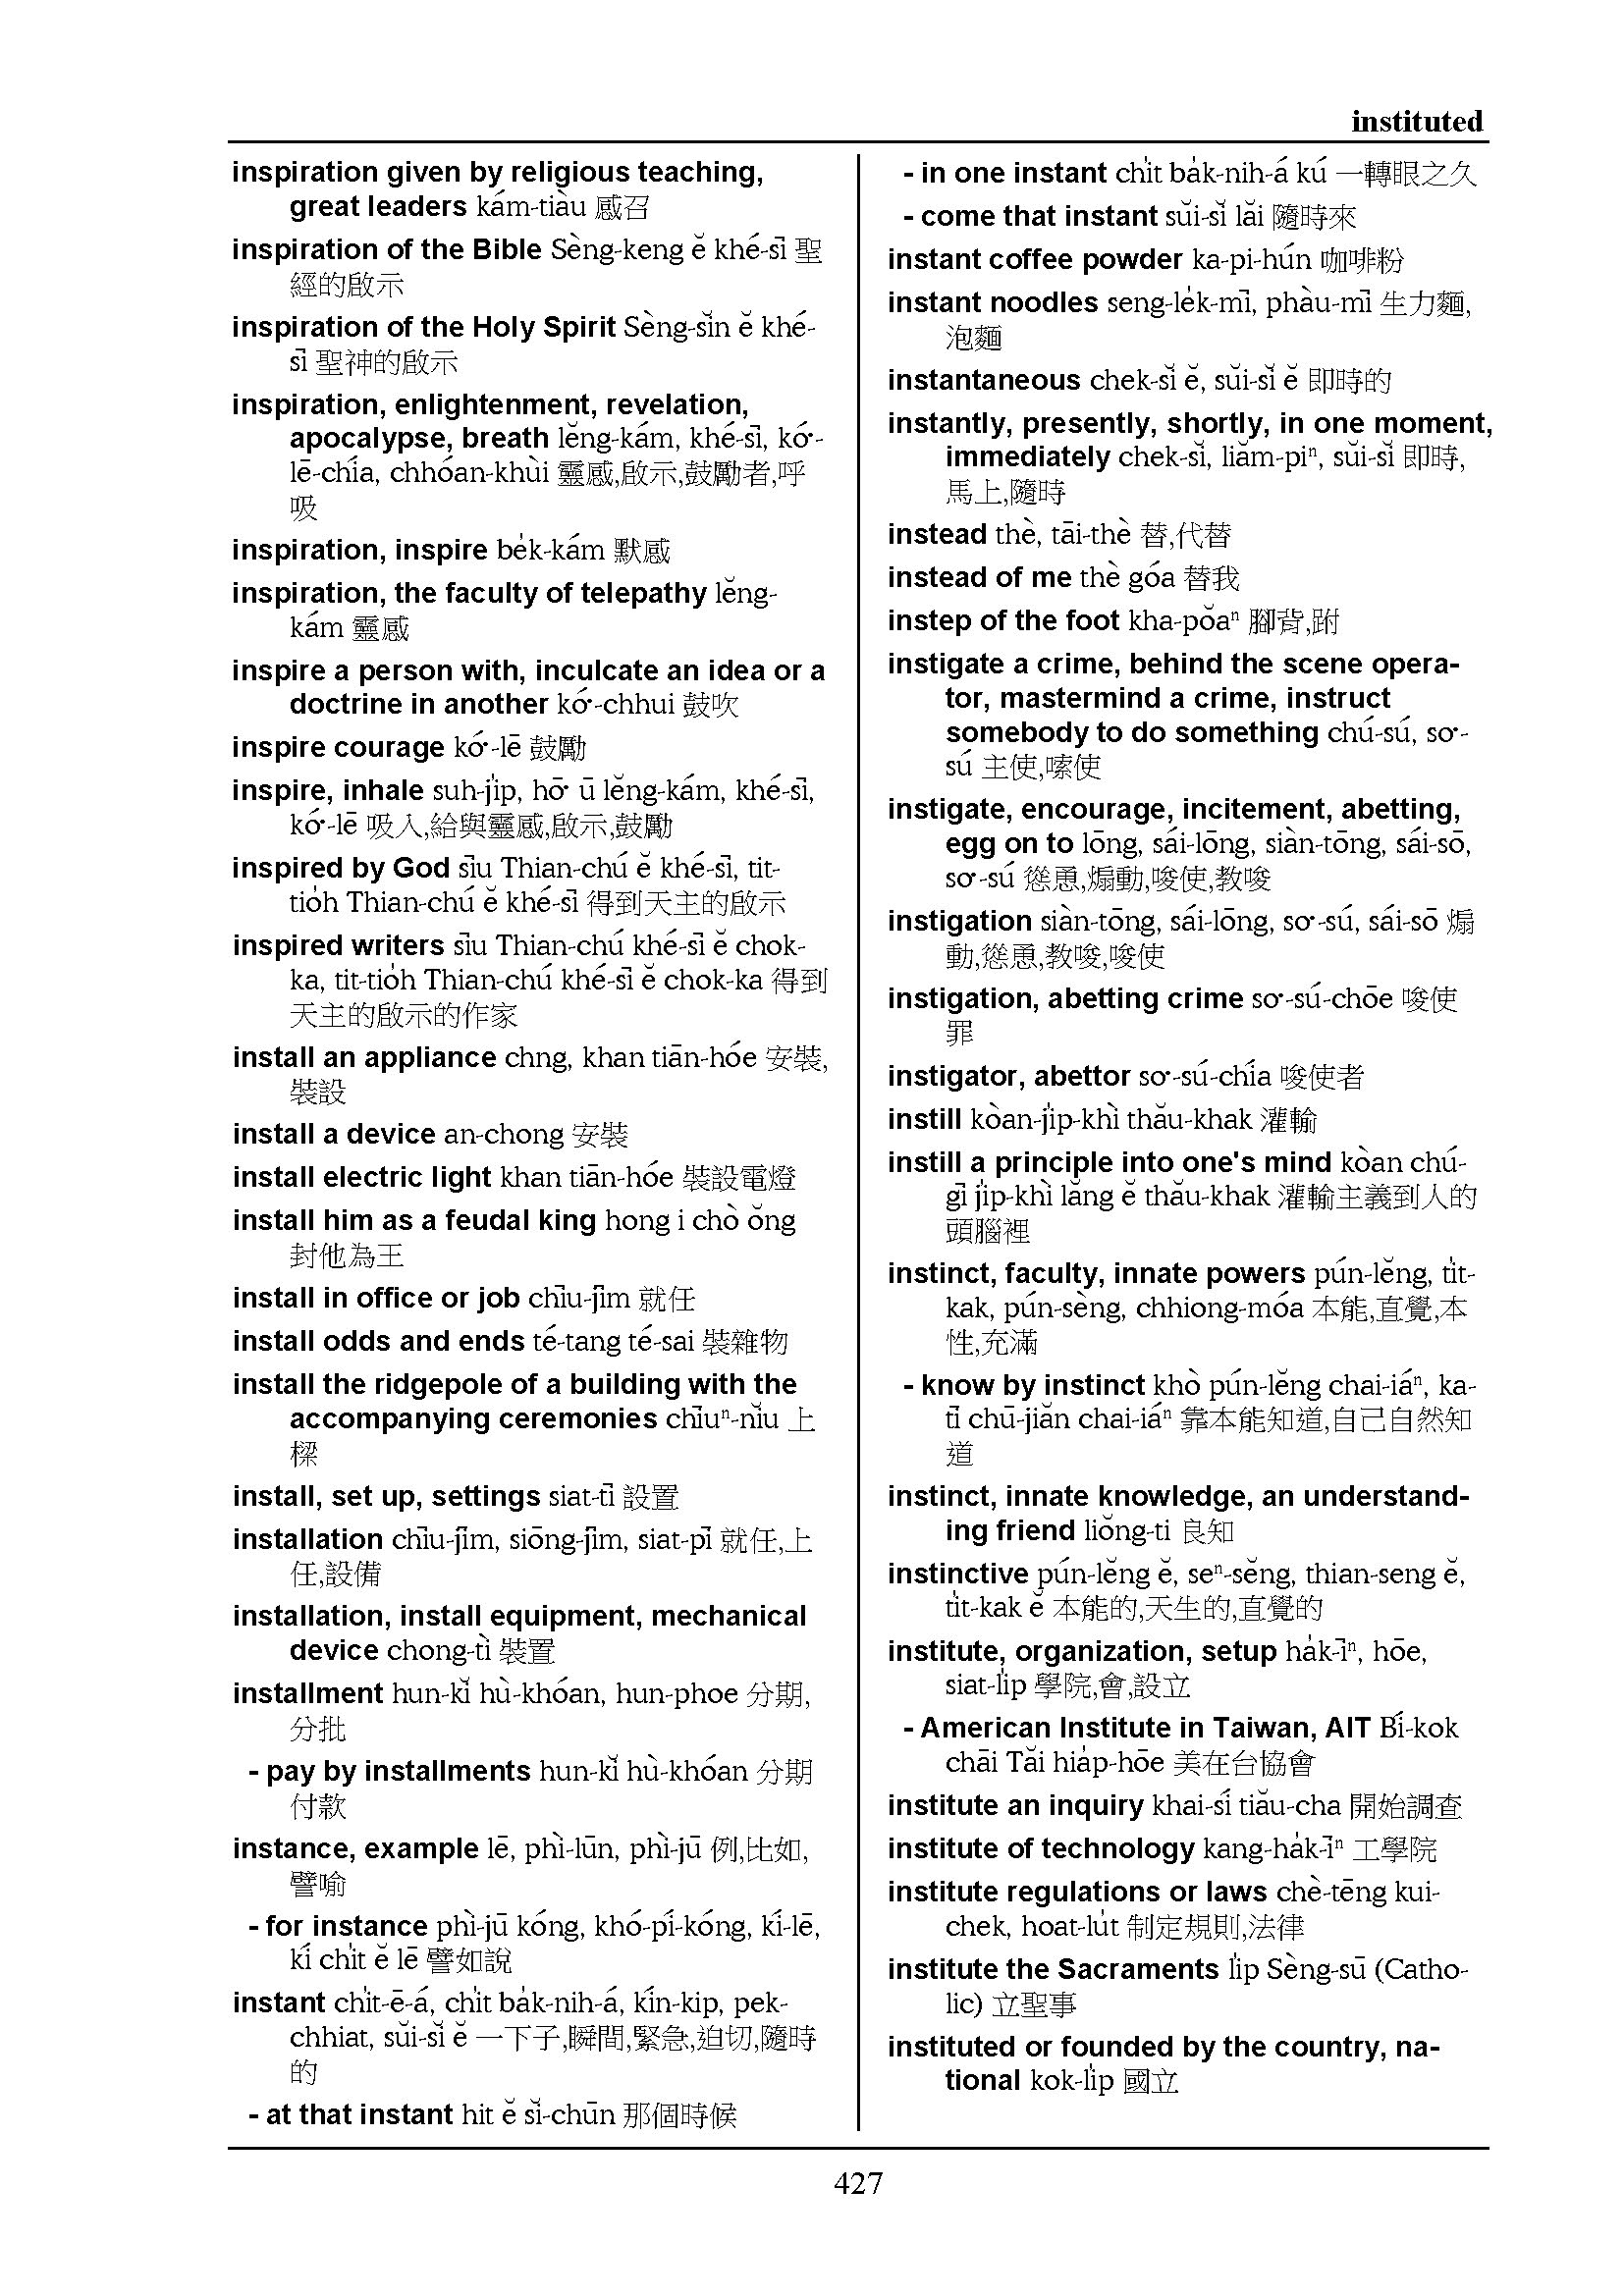 instituted
inspiration given by religious teaching,
great leaders kám-tiàu 感召
inspiration of the Bible Sèng-keng ĕ khé-sī 聖
經的啟示
inspiration of the Holy Spirit Sèng-sĭn ĕ khé-
sī 聖神的啟示
inspiration, enlightenment, revelation,
apocalypse, breath lĕng-kám, khé-sī, kó͘-
lē-chía, chhóan-khùi 靈感,啟示,鼓勵者,呼
吸
inspiration, inspire be̍k-kám 默感
inspiration, the faculty of telepathy lĕng-
kám 靈感
inspire a person with, inculcate an idea or a
doctrine in another kó͘-chhui 鼓吹
inspire courage kó͘-lē 鼓勵
inspire, inhale suh-ji̍p, hō͘ ū lĕng-kám, khé-sī,
kó͘-lē 吸入,給與靈感,啟示,鼓勵
inspired by God sīu Thian-chú ĕ khé-sī, tit-
tio̍h Thian-chú ĕ khé-sī 得到天主的啟示
inspired writers sīu Thian-chú khé-sī ĕ chok-
ka, tit-tio̍h Thian-chú khé-sī ĕ chok-ka 得到
天主的啟示的作家
install an appliance chng, khan tiān-hóe 安裝,
裝設
install a device an-chong 安裝
install electric light khan tiān-hóe 裝設電燈
install him as a feudal king hong i chò ŏng
封他為王
install in office or job chīu-jīm 就任
install odds and ends té-tang té-sai 裝雜物
install the ridgepole of a building with the
accompanying ceremonies chīuⁿ-nĭu 上
樑
install, set up, settings siat-tī 設置
installation chīu-jīm, siōng-jīm, siat-pī 就任,上
任,設備
installation, install equipment, mechanical
device chong-tì 裝置
installment hun-kĭ hù-khóan, hun-phoe 分期,
分批
- pay by installments hun-kĭ hù-khóan 分期
付款
instance, example lē, phì-lūn, phì-jū 例,比如,
譬喻
- for instance phì-jū kóng, khó-pí-kóng, kí-lē,
kí chi̍t ĕ lē 譬如說
instant chi̍t-ē-á, chi̍t ba̍k-nih-á, kín-kip, pek-
chhiat, sŭi-sĭ ĕ 一下子,瞬間,緊急,迫切,隨時
的
- at that instant hit ĕ sĭ-chūn 那個時候
- in one instant chi̍t ba̍k-nih-á kú 一轉眼之久
- come that instant sŭi-sĭ lăi 隨時來
instant coffee powder ka-pi-hún 咖啡粉
instant noodles seng-le̍k-mī, phàu-mī 生力麵,
泡麵
instantaneous chek-sĭ ĕ, sŭi-sĭ ĕ 即時的
instantly, presently, shortly, in one moment,
immediately chek-sĭ, liăm-piⁿ, sŭi-sĭ 即時,
馬上,隨時
instead thè, tāi-thè 替,代替
instead of me thè góa 替我
instep of the foot kha-pŏaⁿ 腳背,跗
instigate a crime, behind the scene opera-
tor, mastermind a crime, instruct
somebody to do something chú-sú, so͘-
sú 主使,嗦使
instigate, encourage, incitement, abetting,
egg on to lōng, sái-lōng, siàn-tōng, sái-sō,
so͘-sú 慫恿,煽動,唆使,教唆
instigation siàn-tōng, sái-lōng, so͘-sú, sái-sō 煽
動,慫恿,教唆,唆使
instigation, abetting crime so͘-sú-chōe 唆使
罪
instigator, abettor so͘-sú-chía 唆使者
instill kòan-ji̍p-khì thău-khak 灌輸
instill a principle into one's mind kòan chú-
gī ji̍p-khì lăng ĕ thău-khak 灌輸主義到人的
頭腦裡
instinct, faculty, innate powers pún-lĕng, ti̍t-
kak, pún-sèng, chhiong-móa 本能,直覺,本
性,充滿
- know by instinct khò pún-lĕng chai-iáⁿ, ka-
tī chū-jiăn chai-iáⁿ 靠本能知道,自己自然知
道
instinct, innate knowledge, an understand-
ing friend liŏng-ti 良知
instinctive pún-lĕng ĕ, seⁿ-sĕng, thian-seng ĕ,
ti̍t-kak ĕ 本能的,天生的,直覺的
institute, organization, setup ha̍k-īⁿ, hōe,
siat-li̍p 學院,會,設立
- American Institute in Taiwan, AIT Bí-kok
chāi Tăi hia̍p-hōe 美在台協會
institute an inquiry khai-sí tiău-cha 開始調查
institute of technology kang-ha̍k-īⁿ 工學院
institute regulations or laws chè-tēng kui-
chek, hoat-lu̍t 制定規則,法律
institute the Sacraments li̍p Sèng-sū (Catho-
lic) 立聖事
instituted or founded by the country, na-
tional kok-li̍p 國立
427